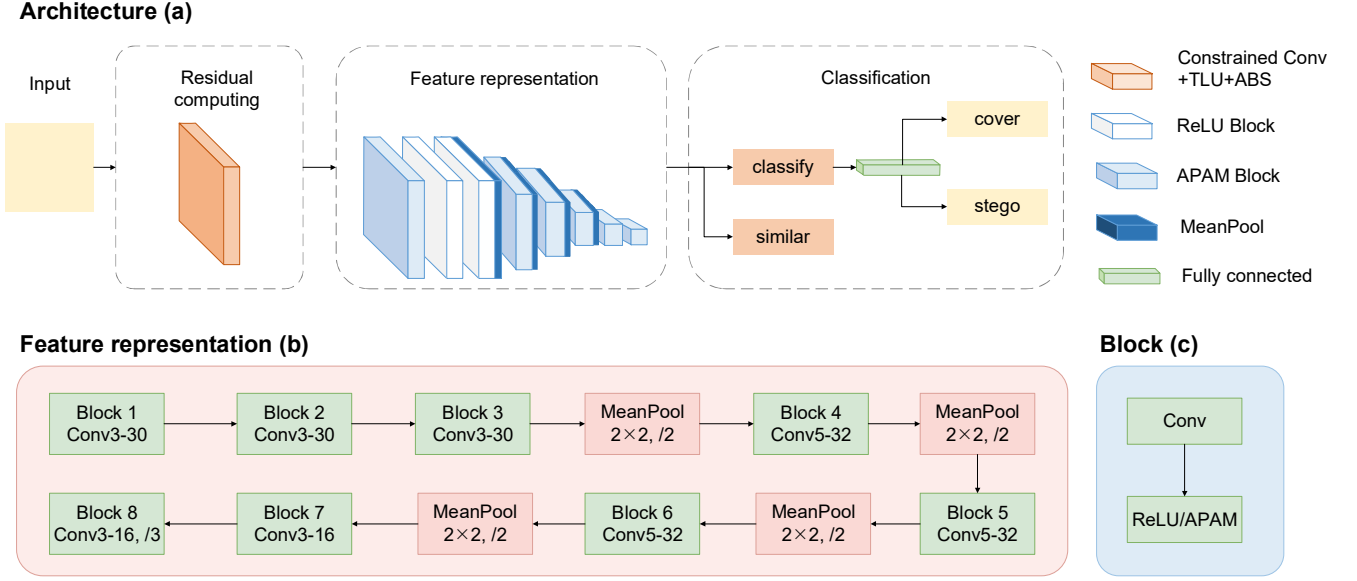 Architecture (a)
Input
Residual
computing
Feature representation
Classification
classify
similar
cover
stego
Constrained Conv
+TLU+ABS
ReLU Block
APAM Block
MeanPool
Fully connected
Feature representation (b)
Block 1
Conv3-30
Block 2
Conv3-30
Block 3
Conv3-30
MeanPool
2×2, /2
Block 4
Conv5-32
MeanPool
2×2, /2
Block 8
Conv3-16, /3
Block 7
Conv3-16
MeanPool
2×2, /2
Block 6
Conv5-32
MeanPool
2×2, /2
Block 5
Conv5-32
Block (c)
Conv
ReLU/APAM